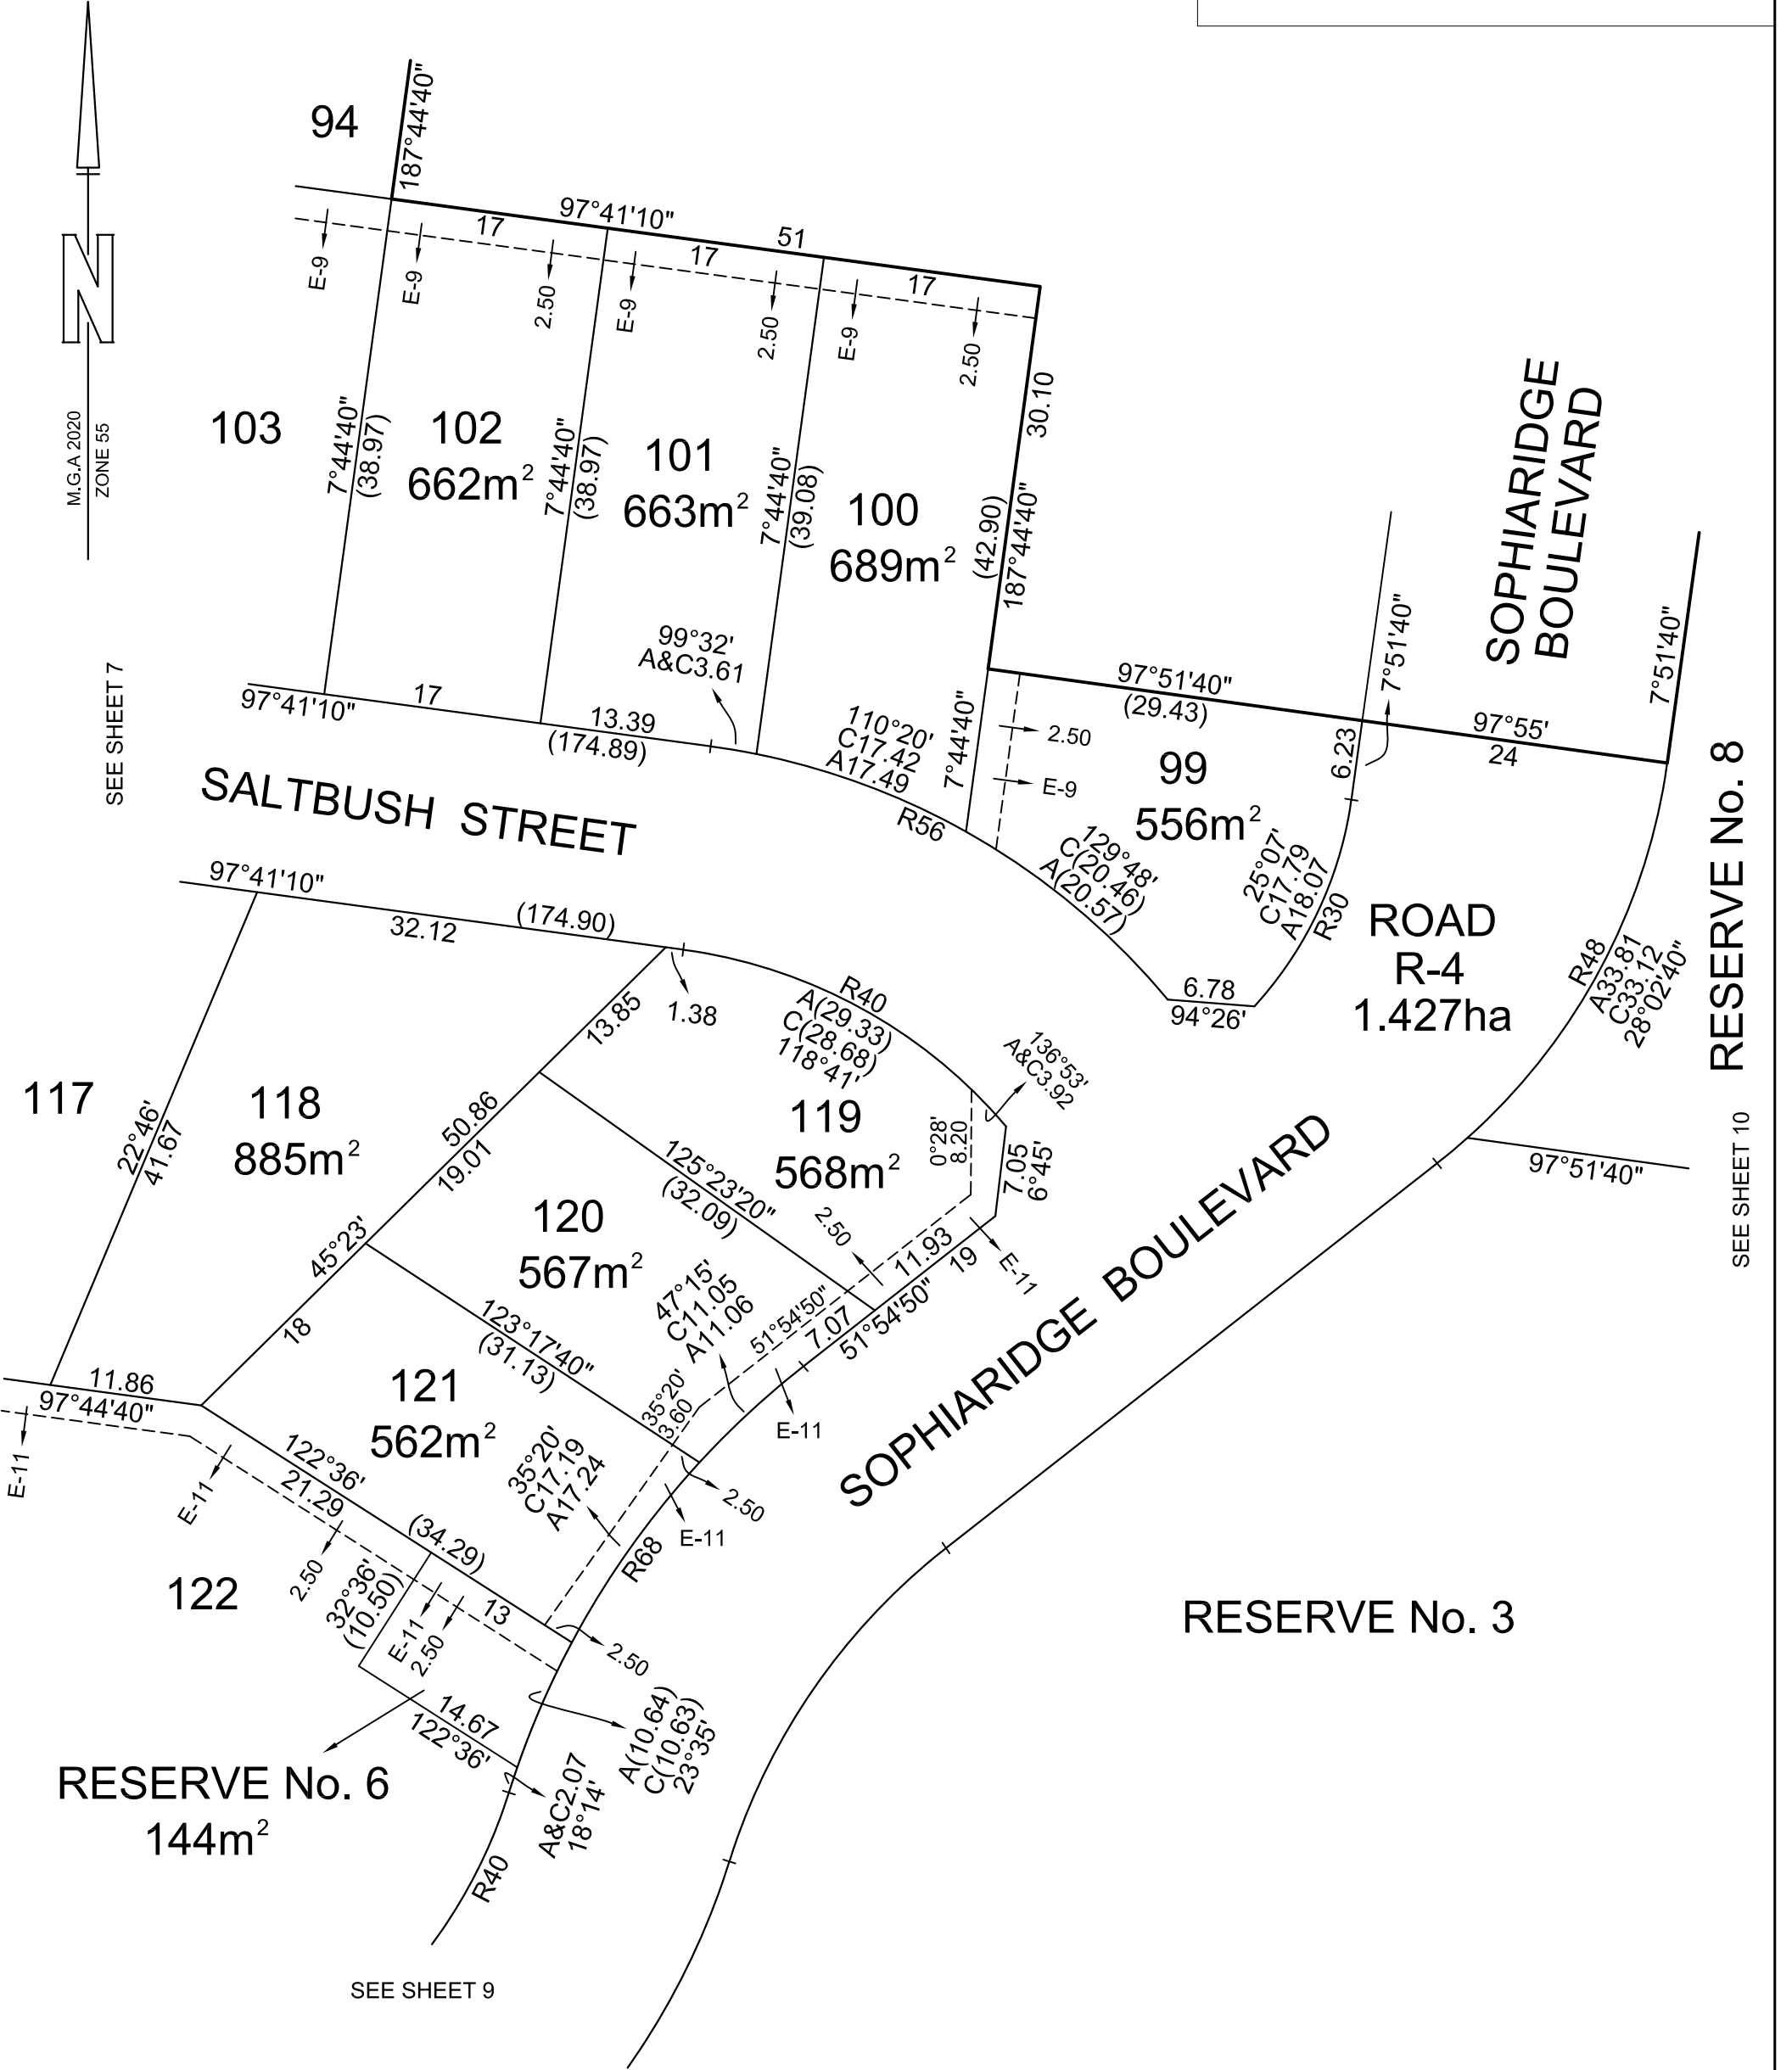 94
187°44'40"
97°41'10"
51
17
17
17
E-9
E-9
2.50
E-9
2.50
E-9
2.50
N
M.G.A 2020
ZONE 55
103
7°44'40"
(38.97)
102
662m²
7°44'40"
(38.97)
101
663m²
7°44'40"
(39.08)
100
689m²
30.10
(42.90)
187°44'40"
SOPHIARIDGE
BOULEVARD
7°51'40"
7°51'40"
SEE SHEET 7
97°41'10"
17
13.39
(174.89)
99°32'
A&C3.61
110°20'
C17.42
A17.49
R56
7°44'40"
97°51'40"
(29.43)
2.50
E-9
99
556m²
6.23
97°55'
24
129°48'
C(20.46)
A(20.57)
25°07'
C17.79
A18.07
R30
SALTBUSH STREET
RESERVE No. 8
ROAD
R-4
1.427ha
6.78
94°26'
R48
A33.81
C33.12
28°02'40"
97°41'10"
32.12
(174.90)
1.38
R40
A(29.33)
C(28.68)
118°41'
136°53'
A&C3.92
13.85
117
22°46'
41.67
118
885m²
50.86
19.01
45°23'
18
119
568m²
0°28'
8.20
7.05
6°45'
125°23'20"
(32.09)
2.50
11.93
19
E-11
97°51'40"
SEE SHEET 10
120
567m²
47°15'
C11.05
A11.06
51°54'50"
7.07
51°54'50"
SOPHIARIDGE BOULEVARD
123°17'40"
(31.13)
35°20'
3.60
E-11
11.86
97°44'40"
E-11
121
562m²
35°20'
C17.19
A17.24
2.50
E-11
122°36'
21.29
E-11
(34.29)
R68
2.50
122
32°36'
(10.50)
E-11
2.50
13
2.50
RESERVE No. 3
14.67
122°36'
A(10.64)
C(10.63)
23°35'
RESERVE No. 6
144m²
A&C2.07
18°14'
R40
SEE SHEET 9